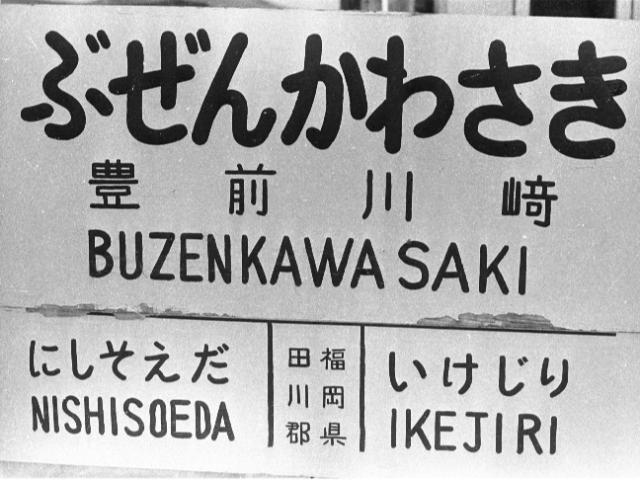 ぶぜんかわさき
豊前川﨑
BUZENKAWASAKI
にしそえだ
NISHISOEDA
福岡県
田川郡
いけじり
IKEJIRI